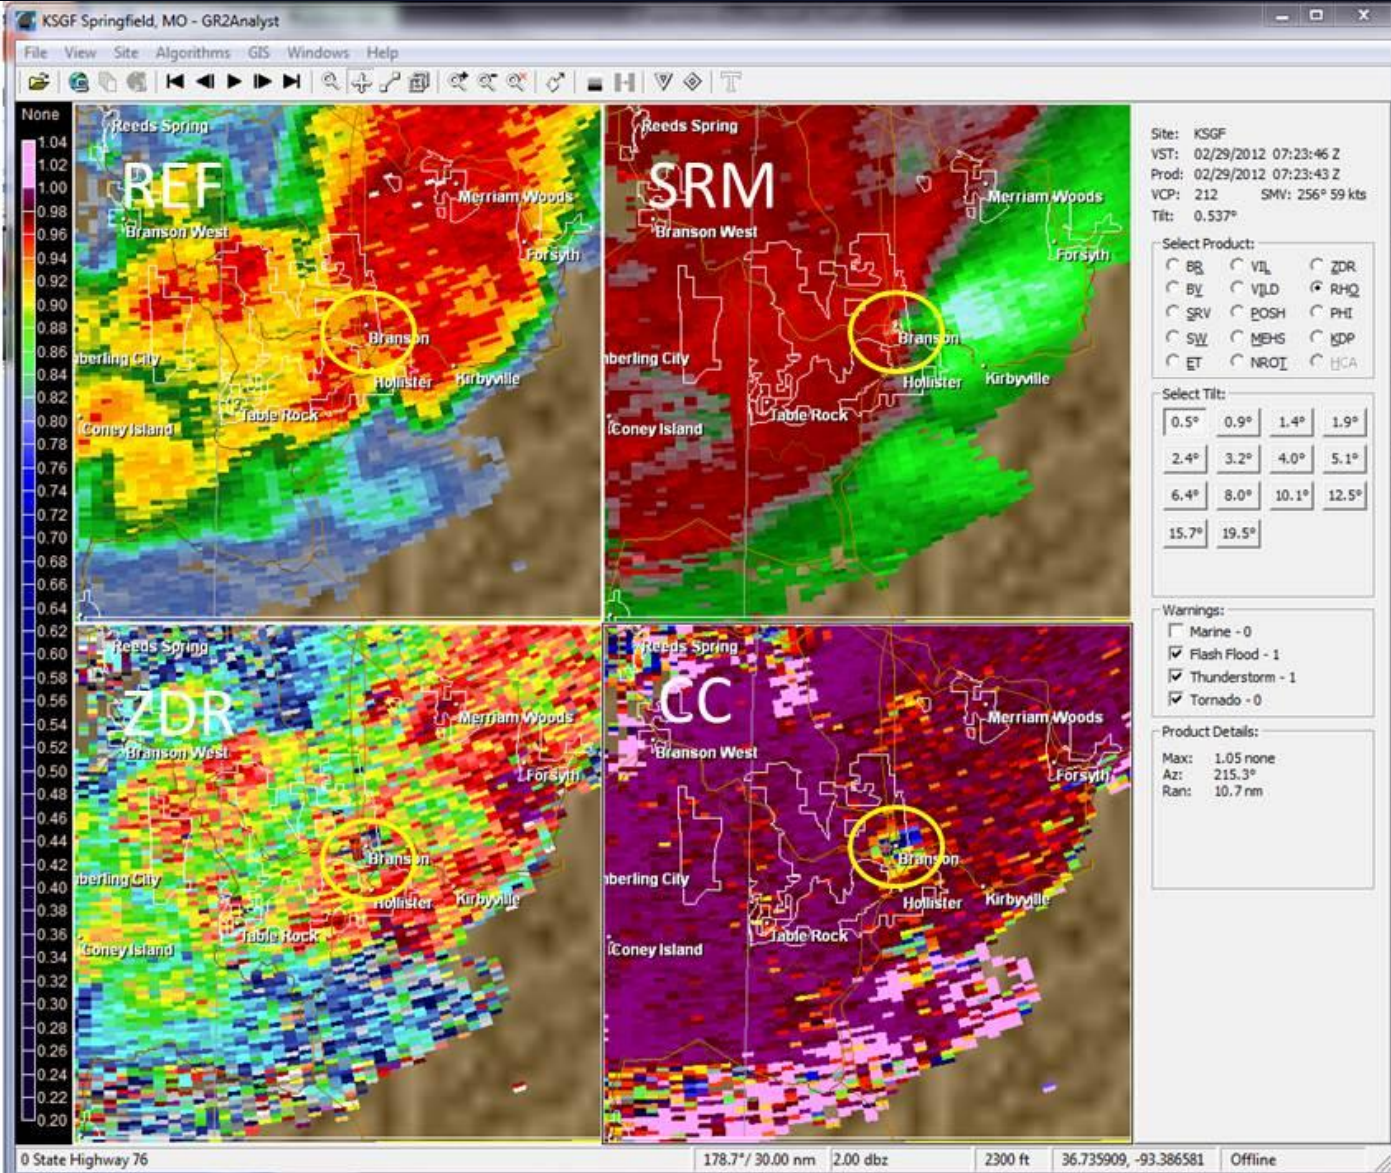 KSGF Springfield, MO - GR2Analyst
File View Site Algorithms GIS Windows Help
None
1.04
1.02
1.00
0.98
0.96
0.94
0.92
0.90
0.88
0.86
0.84
0.82
0.80
0.78
0.76
0.74
0.72
0.70
0.68
0.66
0.64
0.62
0.60
0.58
0.56
0.54
0.52
0.50
0.48
0.46
0.44
0.42
0.40
0.38
0.36
0.34
0.32
0.30
0.28
0.26
0.24
0.22
0.20
Reeds Spring
REF
Merriam Woods
Branson West
Forsyth
Branson
berling City
Hollister
Kirbyville
Table Rock
Coney Island
Reeds Spring
SRM
Merriam Woods
Branson West
Forsyth
Branson
berling City
Hollister
Kirbyville
Table Rock
Coney Island
Reeds Spring
ZDR
Merriam Woods
Branson West
Forsyth
Branson
berling City
Hollister
Kirbyville
Table Rock
Coney Island
Reeds Spring
CC
Merriam Woods
Branson West
Forsyth
Branson
berling City
Hollister
Kirbyville
Table Rock
Coney Island
Site: KSGF
VST: 02/29/2012 07:23:46 Z
Prod: 02/29/2012 07:23:43 Z
VCP: 212 SMV: 256° 59 kts
Tilt: 0.537°
Select Product:
BR VIL ZDR
BV VILD RHO
SRV POSH PHI
SW MEHS KDP
ET NROT HCA
Select Tilt:
0.5° 0.9° 1.4° 1.9°
2.4° 3.2° 4.0° 5.1°
6.4° 8.0° 10.1° 12.5°
15.7° 19.5°
Warnings:
Marine - 0
Flash Flood - 1
Thunderstorm - 1
Tornado - 0
Product Details:
Max: 1.05 none
Az: 215.3°
Ran: 10.7 nm
0 State Highway 76 178.7°/ 30.00 nm 2.00 dbz 2300 ft 36.735909, -93.386581 Offline